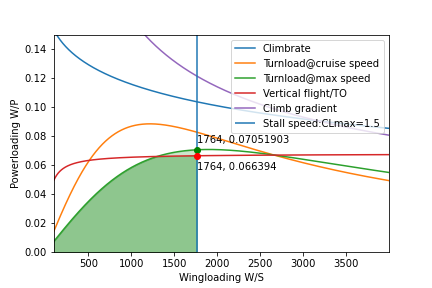 0.14
0.12
0.10
0.08
0.06
0.04
0.02
0.00
Powerloading W/P
Climbrate
Turnload@cruise speed
Turnload@max speed
Vertical flight/TO
Climb gradient
Stall speed:CLmax=1.5
1764, 0.07051903
1764, 0.066394
500
1000
1500
2000
2500
3000
3500
Wingloading W/S